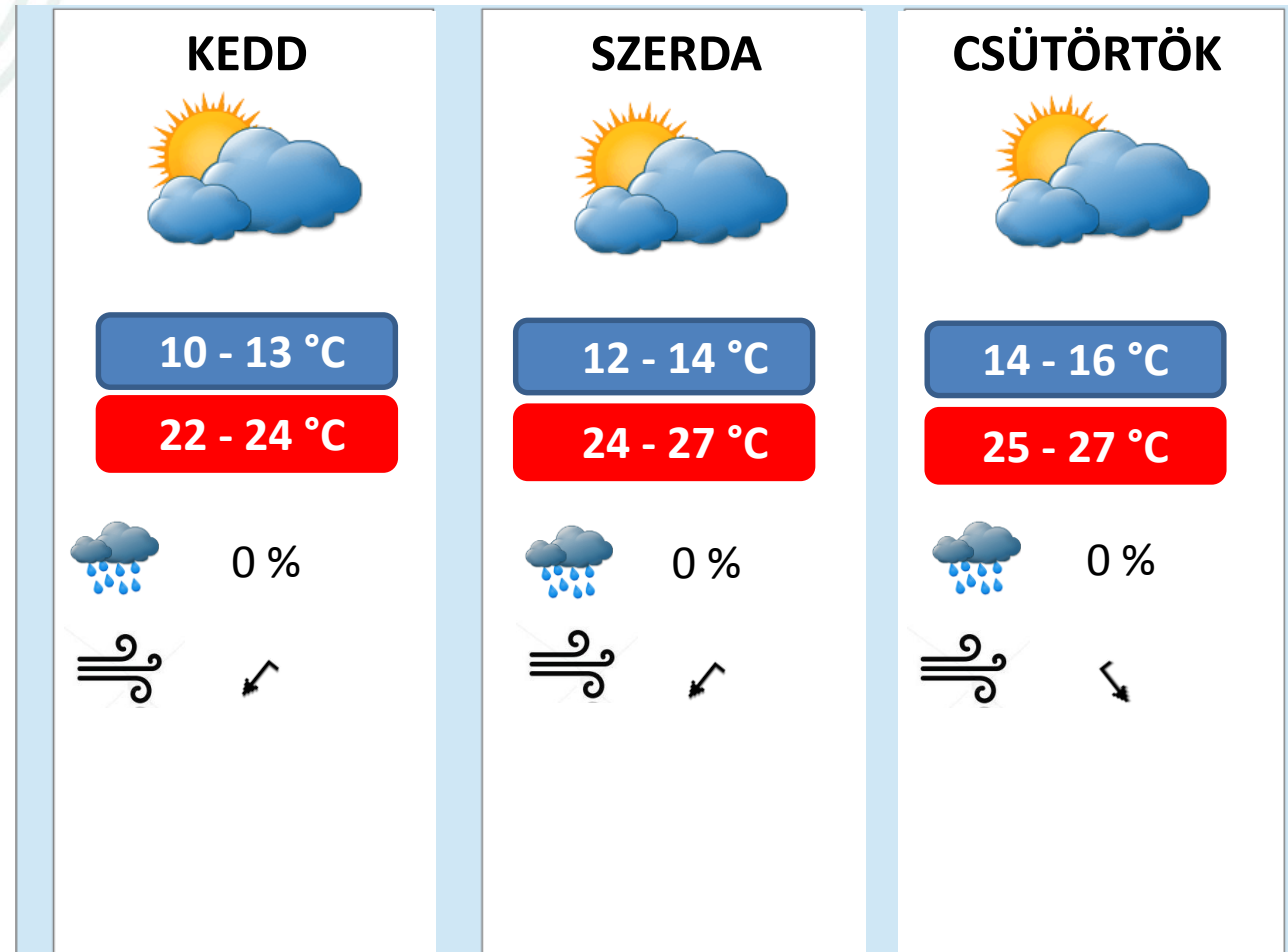 KEDD
10 - 13 °C
22 - 24 °C
0 %
SZERDA
12 - 14 °C
24 - 27 °C
0 %
CSÜTÖRTÖK
14 - 16 °C
25 - 27 °C
0 %